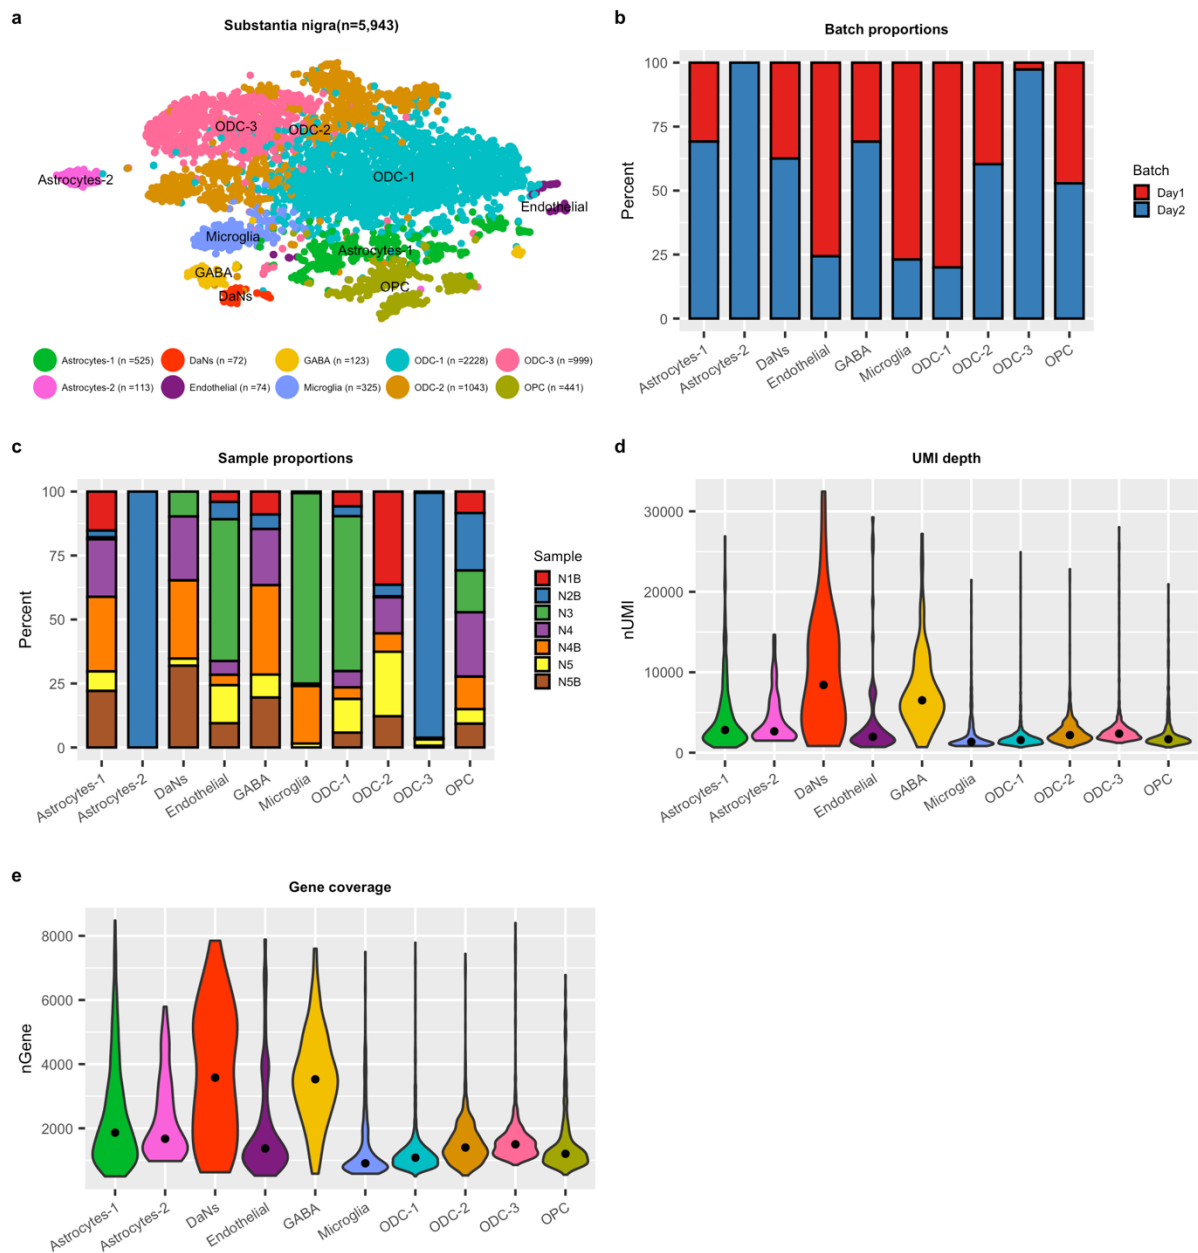 a
Substantia nigra(n=5,943)
ODC-3
ODC-2
ODC-1
Astrocytes-2
Endothelial
Microglia
Astrocytes-1
GABA
OPC
DaNs
Astrocytes-1 (n =525)
DaNs (n =72)
GABA (n =123)
ODC-1 (n =2228)
ODC-3 (n =999)
Astrocytes-2 (n =113)
Endothelial (n =74)
Microglia (n =325)
ODC-2 (n =1043)
OPC (n =441)
b
Batch proportions
Percent
100
75
50
25
0
Astrocytes-1
Astrocytes-2
DaNs
Endothelial
GABA
Microglia
ODC-1
ODC-2
ODC-3
OPC
Batch
Day1
Day2
c
Sample proportions
Percent
100
75
50
25
0
Astrocytes-1
Astrocytes-2
DaNs
Endothelial
GABA
Microglia
ODC-1
ODC-2
ODC-3
OPC
Sample
N1B
N2B
N3
N4
N4B
N5
N5B
d
UMI depth
nUMI
30000
20000
10000
0
Astrocytes-1
Astrocytes-2
DaNs
Endothelial
GABA
Microglia
ODC-1
ODC-2
ODC-3
OPC
e
Gene coverage
nGene
8000
6000
4000
2000
Astrocytes-1
Astrocytes-2
DaNs
Endothelial
GABA
Microglia
ODC-1
ODC-2
ODC-3
OPC